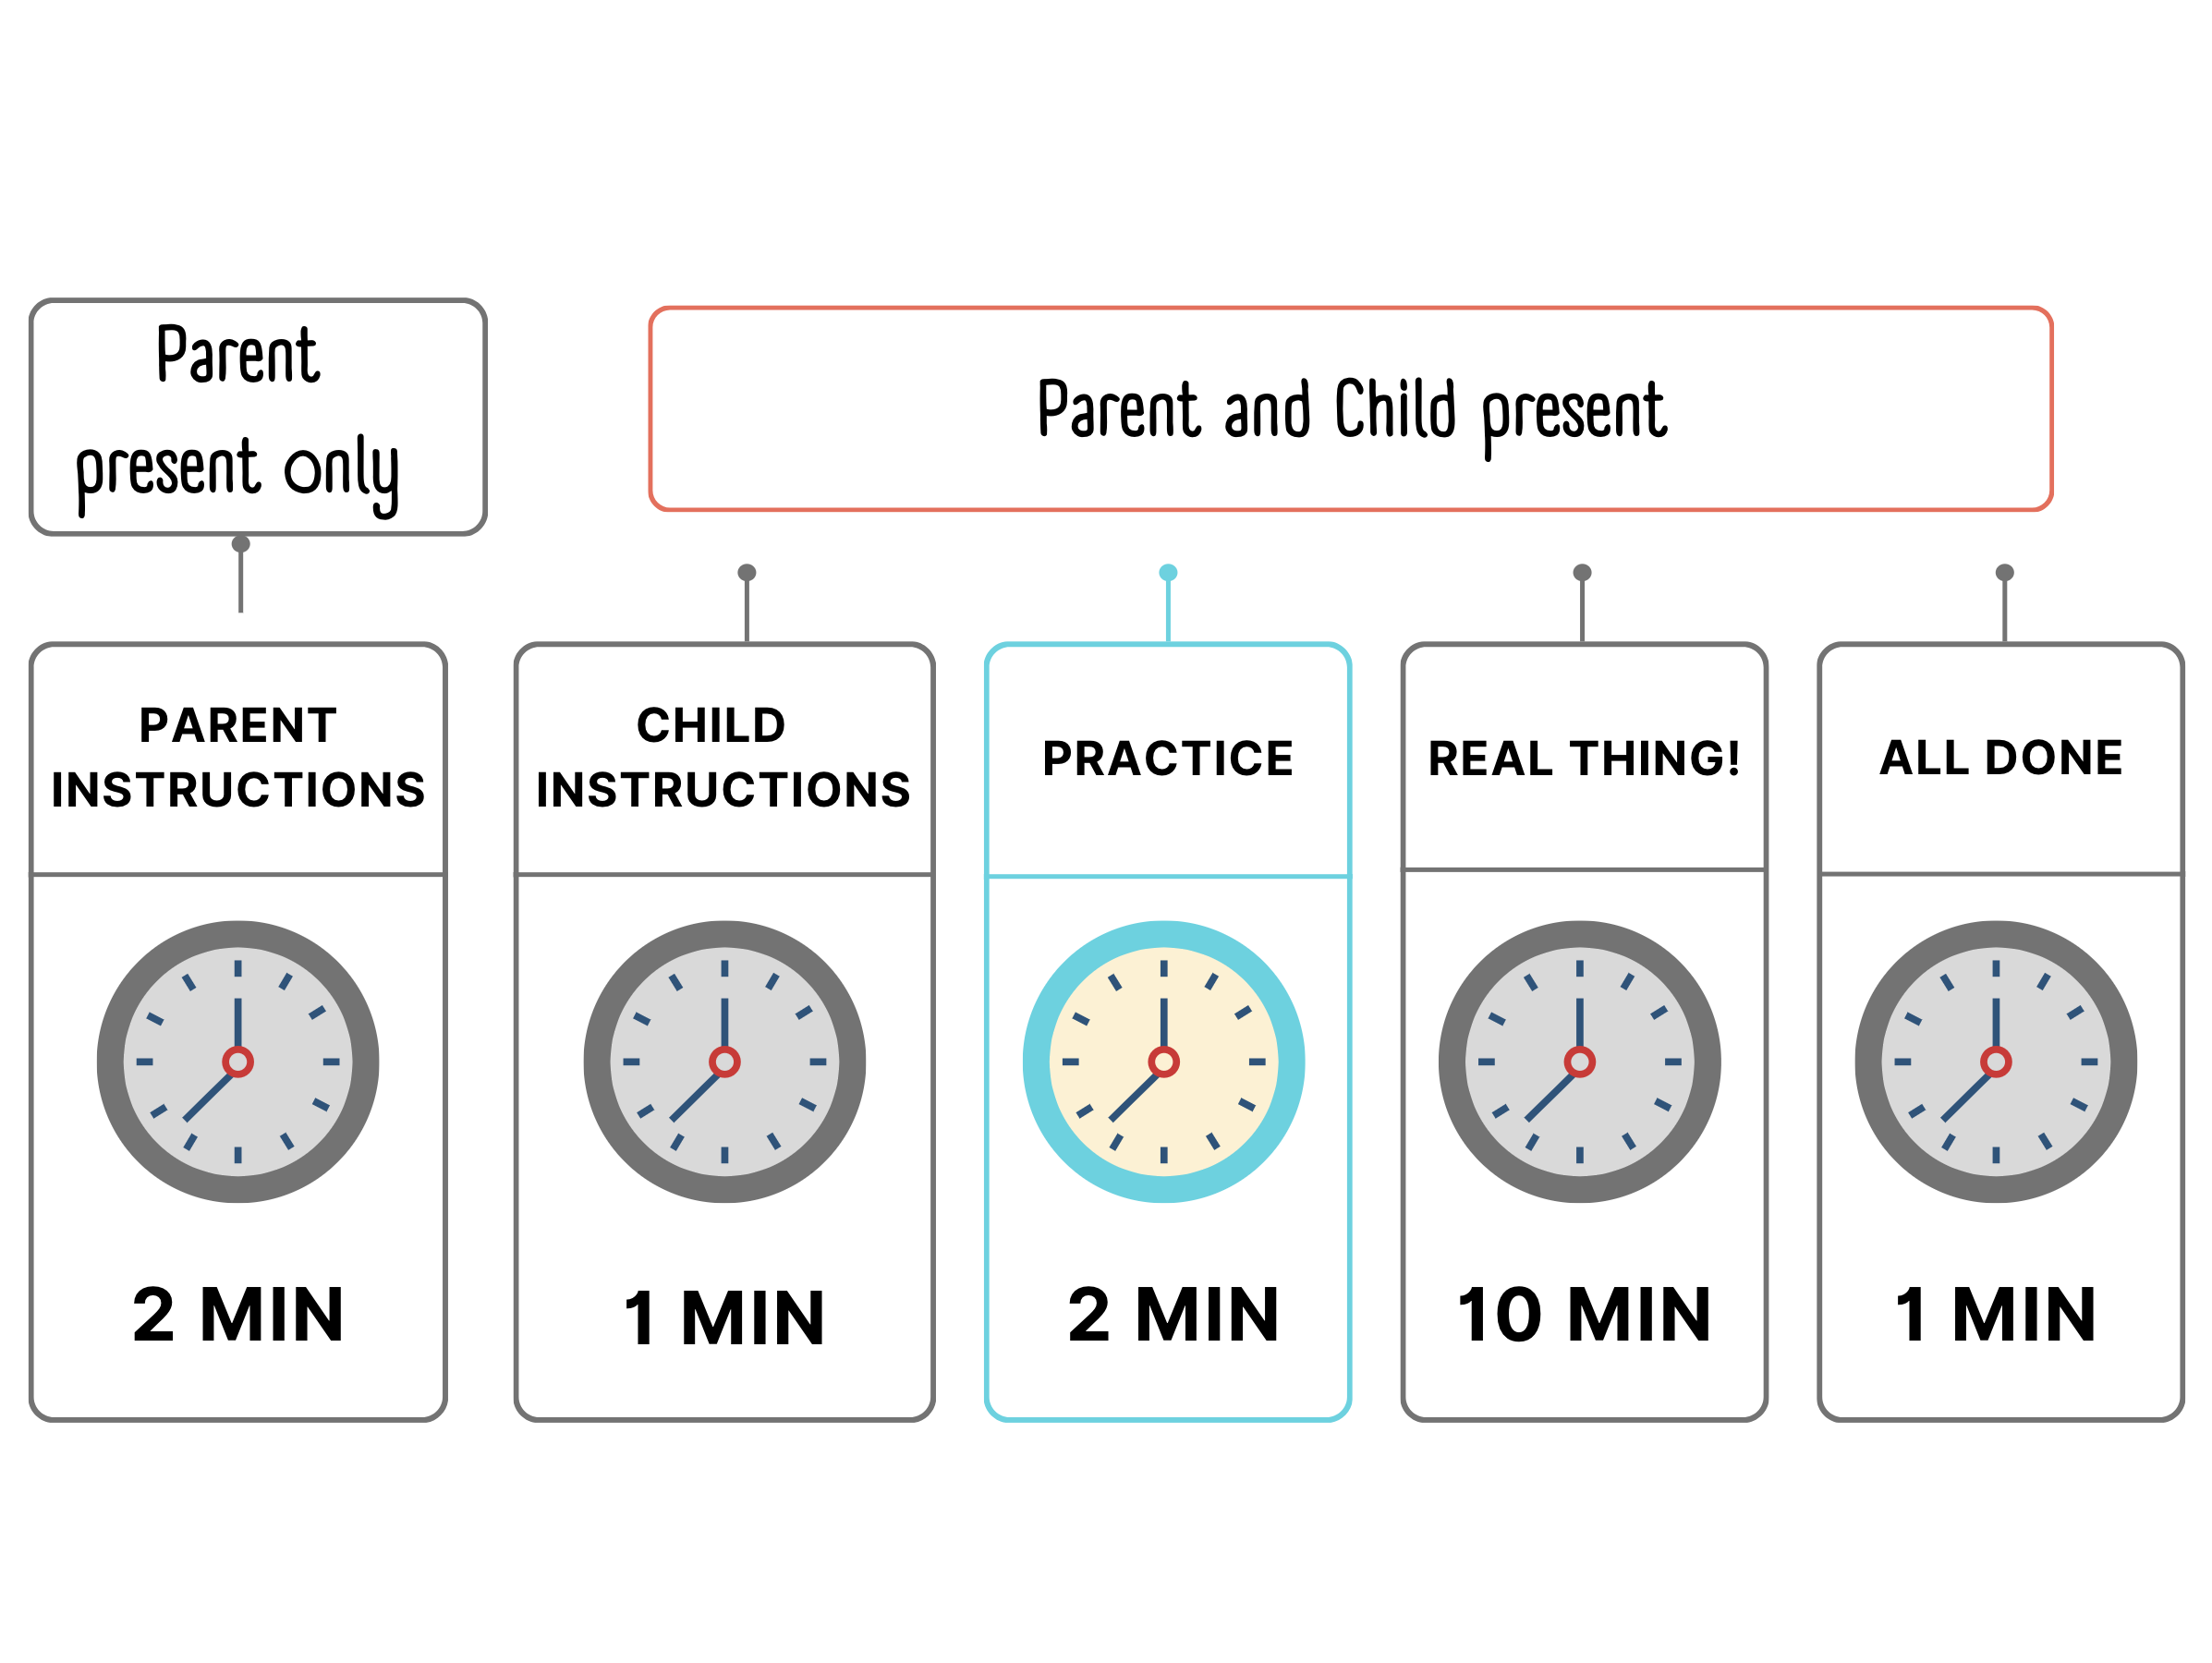 Parent
present only
Parent and Child present
PARENT
INSTRUCTIONS
2 MIN
CHILD
INSTRUCTIONS
1 MIN
PRACTICE
2 MIN
REAL THING!
10 MIN
ALL DONE
1 MIN